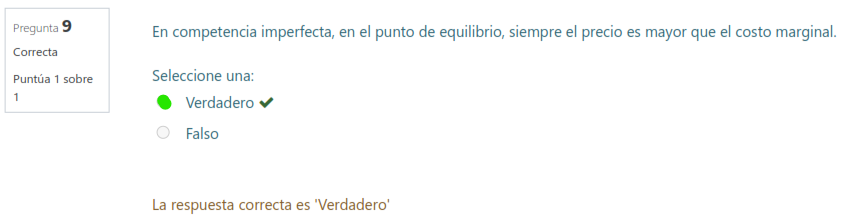 Pregunta 9
Correcta
Puntúa 1 sobre
1
En competencia imperfecta, en el punto de equilibrio, siempre el precio es mayor que el costo marginal.
Seleccione una:
Verdadero
Falso
La respuesta correcta es 'Verdadero'